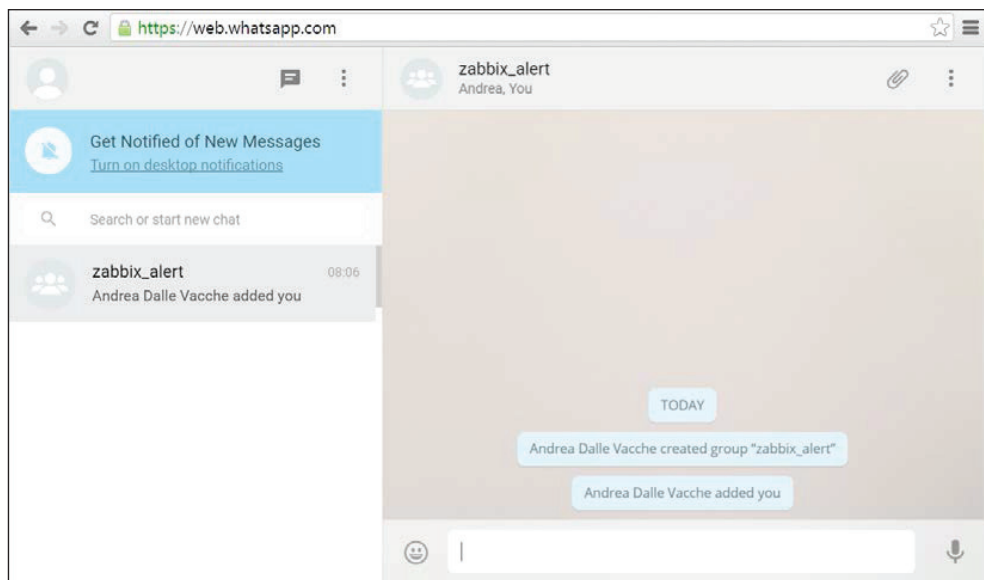 https://web.whatsapp.com
zabbix_alert
Andrea, You
Get Notified of New Messages
Turn on desktop notifications
Search or start new chat
zabbix_alert 08:06
Andrea Dalle Vacche added you
TODAY
Andrea Dalle Vacche created group “zabbix_alert”
Andrea Dalle Vacche added you